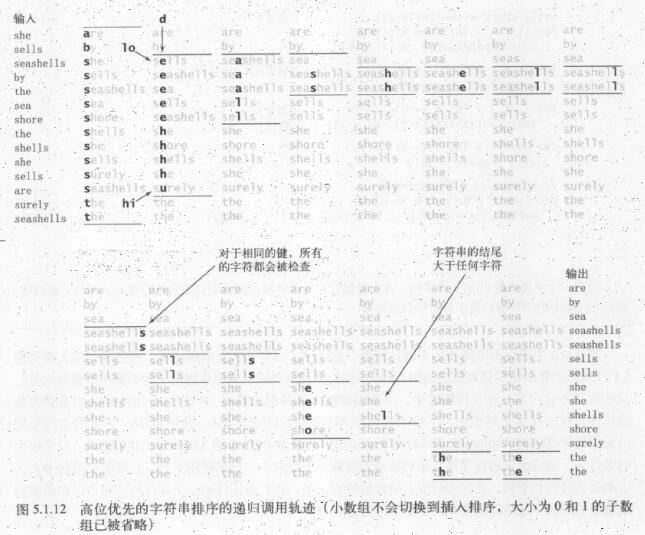 输入 d
she are are are are are are are are
sells by lo by by by by by by by
seashells she sells seashells sea sea sea seas sea
by sells seashells sea seashells seashells seashells seashells seashells
the seashells sea seashells seashells seashells seashells seashells seashells
sea sea sells sells sells sells sells sells sells
shore shore seashells sells sells sells sells sells sells
the shells she she she she she she she
shells she shore shore shore shore shore shells shells
she sells shells shells shells shells shells shore shore
sells surely she she she she she she she
are seashells surely surely surely surely surely surely surely
surely the hi the the the the the the the
seashells the the the the the the the the
对于相同的键，所有
的字符都会被检查
字符串的结尾
大于任何字符
输出
are are are are are are are are
by by by by by by by by
sea sea sea sea sea sea sea sea
seashells seashells seashells seashells seashells seashells seashells seashells
seashells seashells seashells seashells seashells seashells seashells seashells
sells sells sells sells sells sells sells sells
sells sells sells sells sells sells sells sells
she she she she she she she she
shells shells shells shells she she she she
she she she she shells shells shells shells
shore shore shore shore shore shore shore shore
surely surely surely surely surely surely surely surely
the the the the the the the the
the the the the the the the the
图 5.1.12 高位优先的字符串排序的递归调用轨迹（小数组不会切换到插入排序，大小为 0 和 1 的子数
组已被省略）